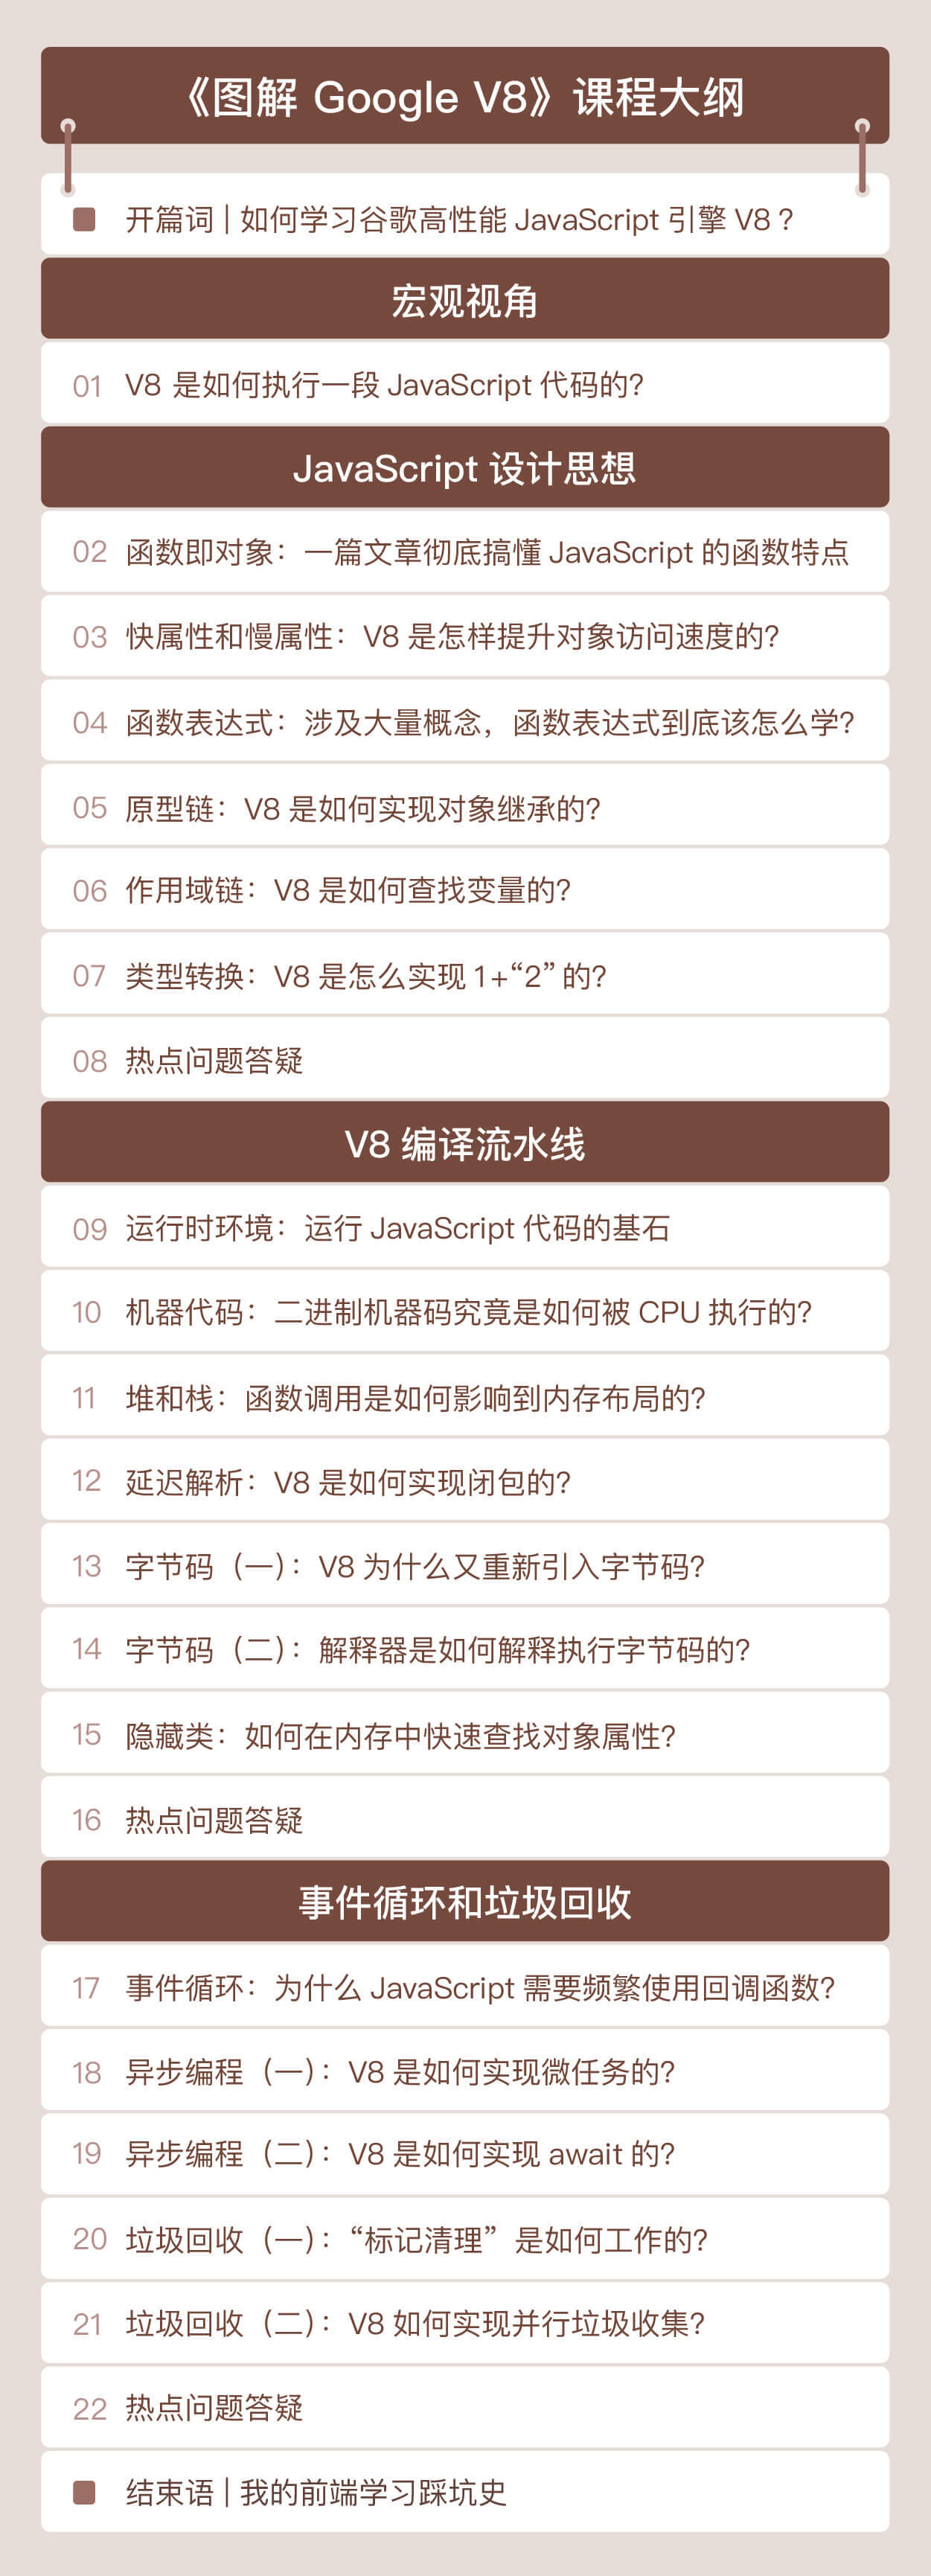 《图解 Google V8》课程大纲
开篇词 | 如何学习谷歌高性能 JavaScript 引擎 V8？
宏观视角
01 V8 是如何执行一段 JavaScript 代码的?
JavaScript 设计思想
02 函数即对象：一篇文章彻底搞懂 JavaScript 的函数特点
03 快属性和慢属性：V8 是怎样提升对象访问速度的?
04 函数表达式：涉及大量概念，函数表达式到底该怎么学?
05 原型链：V8 是如何实现对象继承的?
06 作用域链：V8 是如何查找变量的?
07 类型转换：V8 是怎么实现 1+“2” 的?
08 热点问题答疑
V8 编译流水线
09 运行时环境：运行 JavaScript 代码的基石
10 机器代码：二进制机器码究竟是如何被 CPU 执行的?
11 堆和栈：函数调用是如何影响到内存布局的?
12 延迟解析：V8 是如何实现闭包的?
13 字节码（一）：V8 为什么又重新引入字节码?
14 字节码（二）：解释器是如何解释执行字节码的?
15 隐藏类：如何在内存中快速查找对象属性?
16 热点问题答疑
事件循环和垃圾回收
17 事件循环：为什么 JavaScript 需要频繁使用回调函数?
18 异步编程（一）：V8 是如何实现微任务的?
19 异步编程（二）：V8 是如何实现 await 的?
20 垃圾回收（一）：“标记清理”是如何工作的?
21 垃圾回收（二）：V8 如何实现并行垃圾收集?
22 热点问题答疑
结束语 | 我的前端学习踩坑史